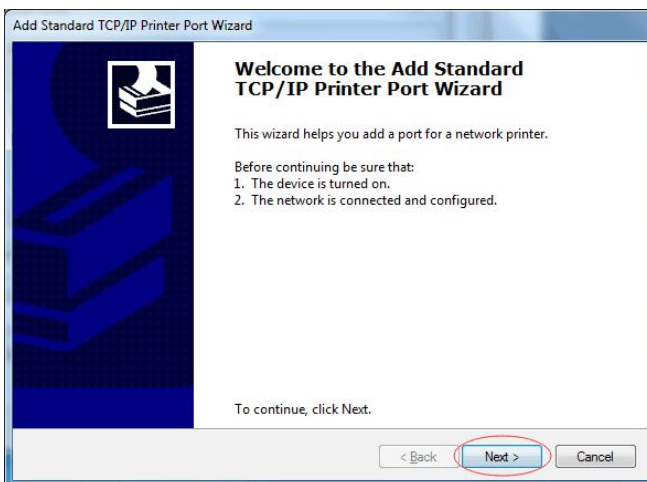 Add Standard TCP/IP Printer Port Wizard
Welcome to the Add Standard
TCP/IP Printer Port Wizard
This wizard helps you add a port for a network printer.
Before continuing be sure that:
1. The device is turned on.
2. The network is connected and configured.
To continue, click Next.
< Back
Next >
Cancel